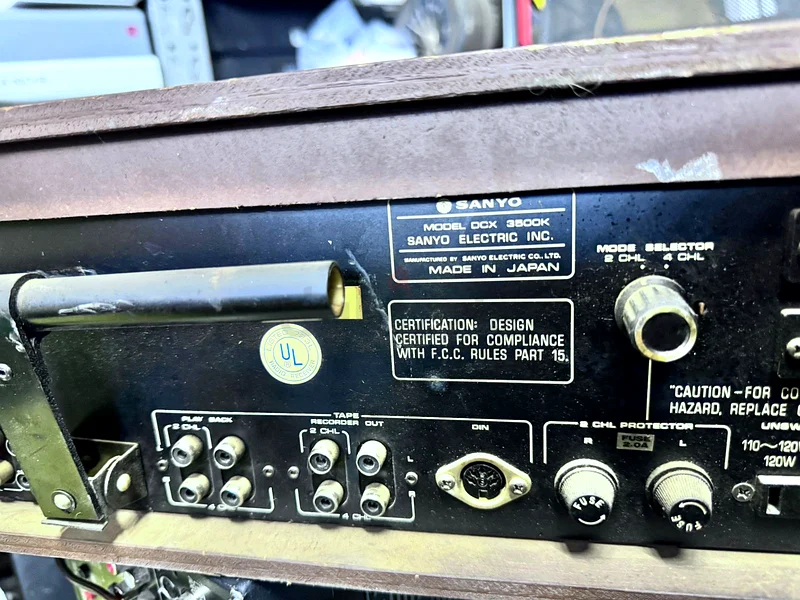 SANYO
MODEL DCX 3500K
SANYO ELECTRIC INC.
MANUFACTURED BY SANYO ELECTRIC CO., LTD.
MADE IN JAPAN
MODE SELECTOR
2 CHL 4 CHL
CERTIFICATION: DESIGN
CERTIFIED FOR COMPLIANCE
WITH F.C.C. RULES PART 15.
UL
"CAUTION-FOR CO
HAZARD, REPLACE
TAPE
PLAY BACK
RECORDER OUT
2 CHL
2 CHL
DIN
2 CHL PROTECTOR
R
FUSE
2.0A
L
UNSW
110~120V
120W
L
4 CHL
4 CHL
FUSE
FUSE